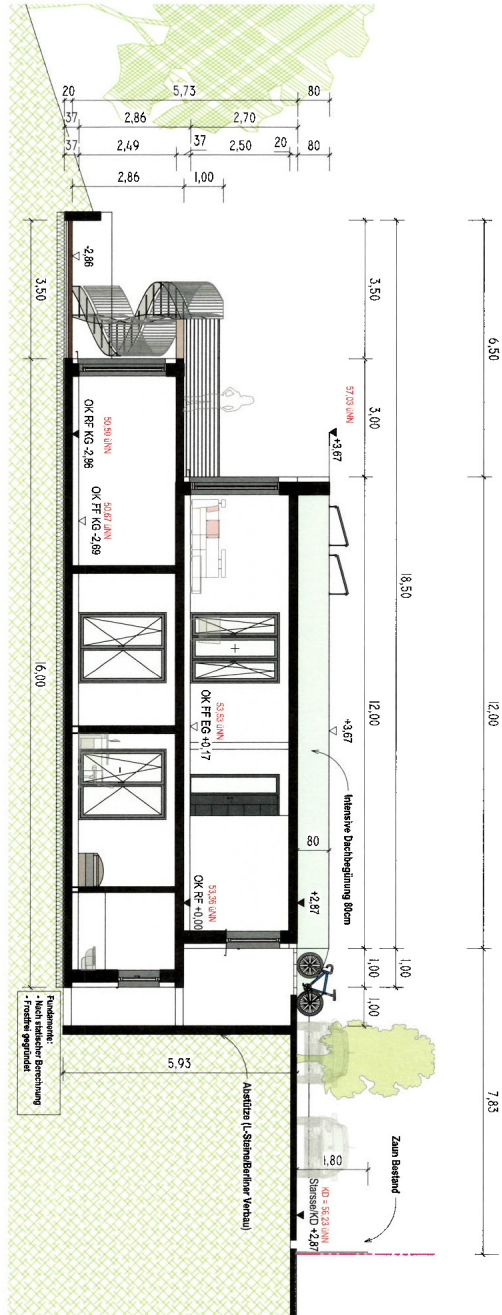 6,50
12,00
7,83
18,50
3,50
3,00
12,00
1,00
1,00
1,00
20
5,73
80
37
2,86
2,70
37
2,49
37
2,50
20
80
2,86
1,00
57,03 üNN
+3,67
+3,67
Intensive Dachbegünung 80cm
80
+2,87
Zaun Bestand
KD = 56,23 üNN
Starsse/KD +2,87
1,80
53,53 üNN
OK FF EG +0,17
53,36 üNN
OK RF +0,00
-2,86
50,50 üNN
OK RF KG -2,86
50,67 üNN
OK FF KG -2,69
5,93
Abstütze (L-Steine/Berliner Verbau)
3,50
16,00
Fundamente:
- Nach statischer Berechnung
- Frostfrei gegründet